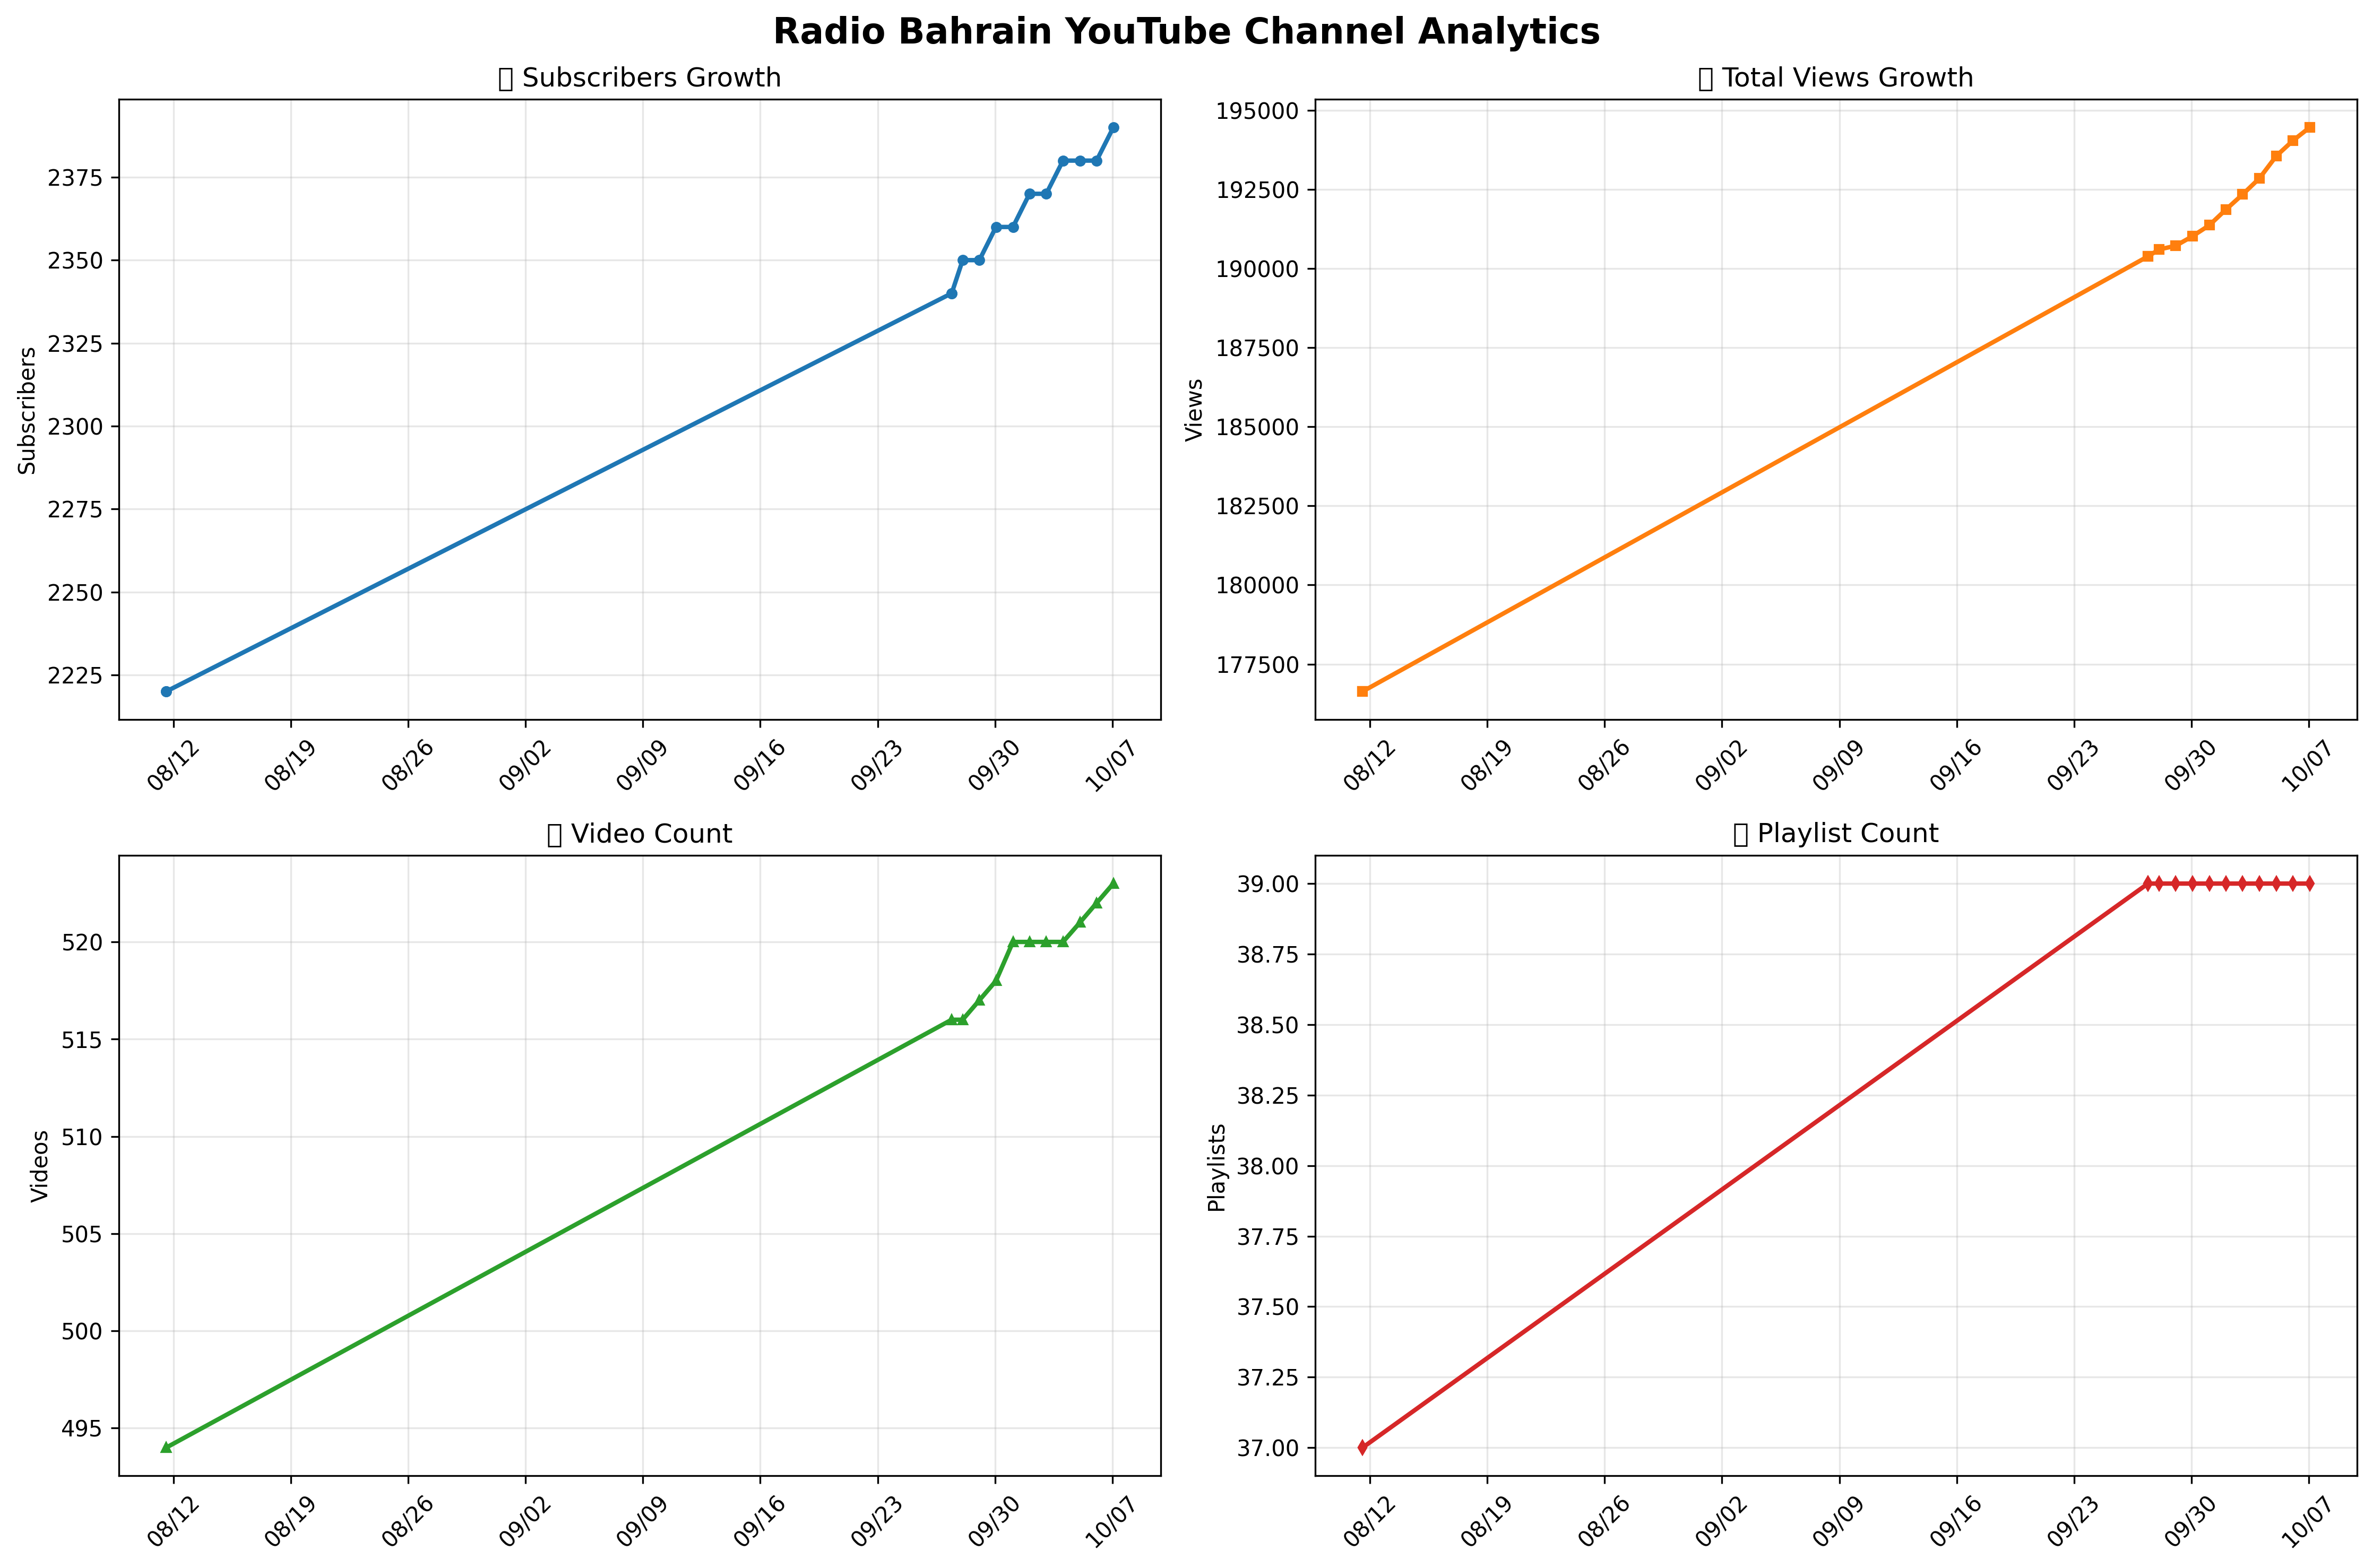 Radio Bahrain YouTube Channel Analytics
▯ Subscribers Growth
Subscribers
2375
2350
2325
2300
2275
2250
2225
08/12 08/19 08/26 09/02 09/09 09/16 09/23 09/30 10/07
▯ Total Views Growth
Views
195000
192500
190000
187500
185000
182500
180000
177500
08/12 08/19 08/26 09/02 09/09 09/16 09/23 09/30 10/07
▯ Video Count
Videos
520
515
510
505
500
495
08/12 08/19 08/26 09/02 09/09 09/16 09/23 09/30 10/07
▯ Playlist Count
Playlists
39.00
38.75
38.50
38.25
38.00
37.75
37.50
37.25
37.00
08/12 08/19 08/26 09/02 09/09 09/16 09/23 09/30 10/07